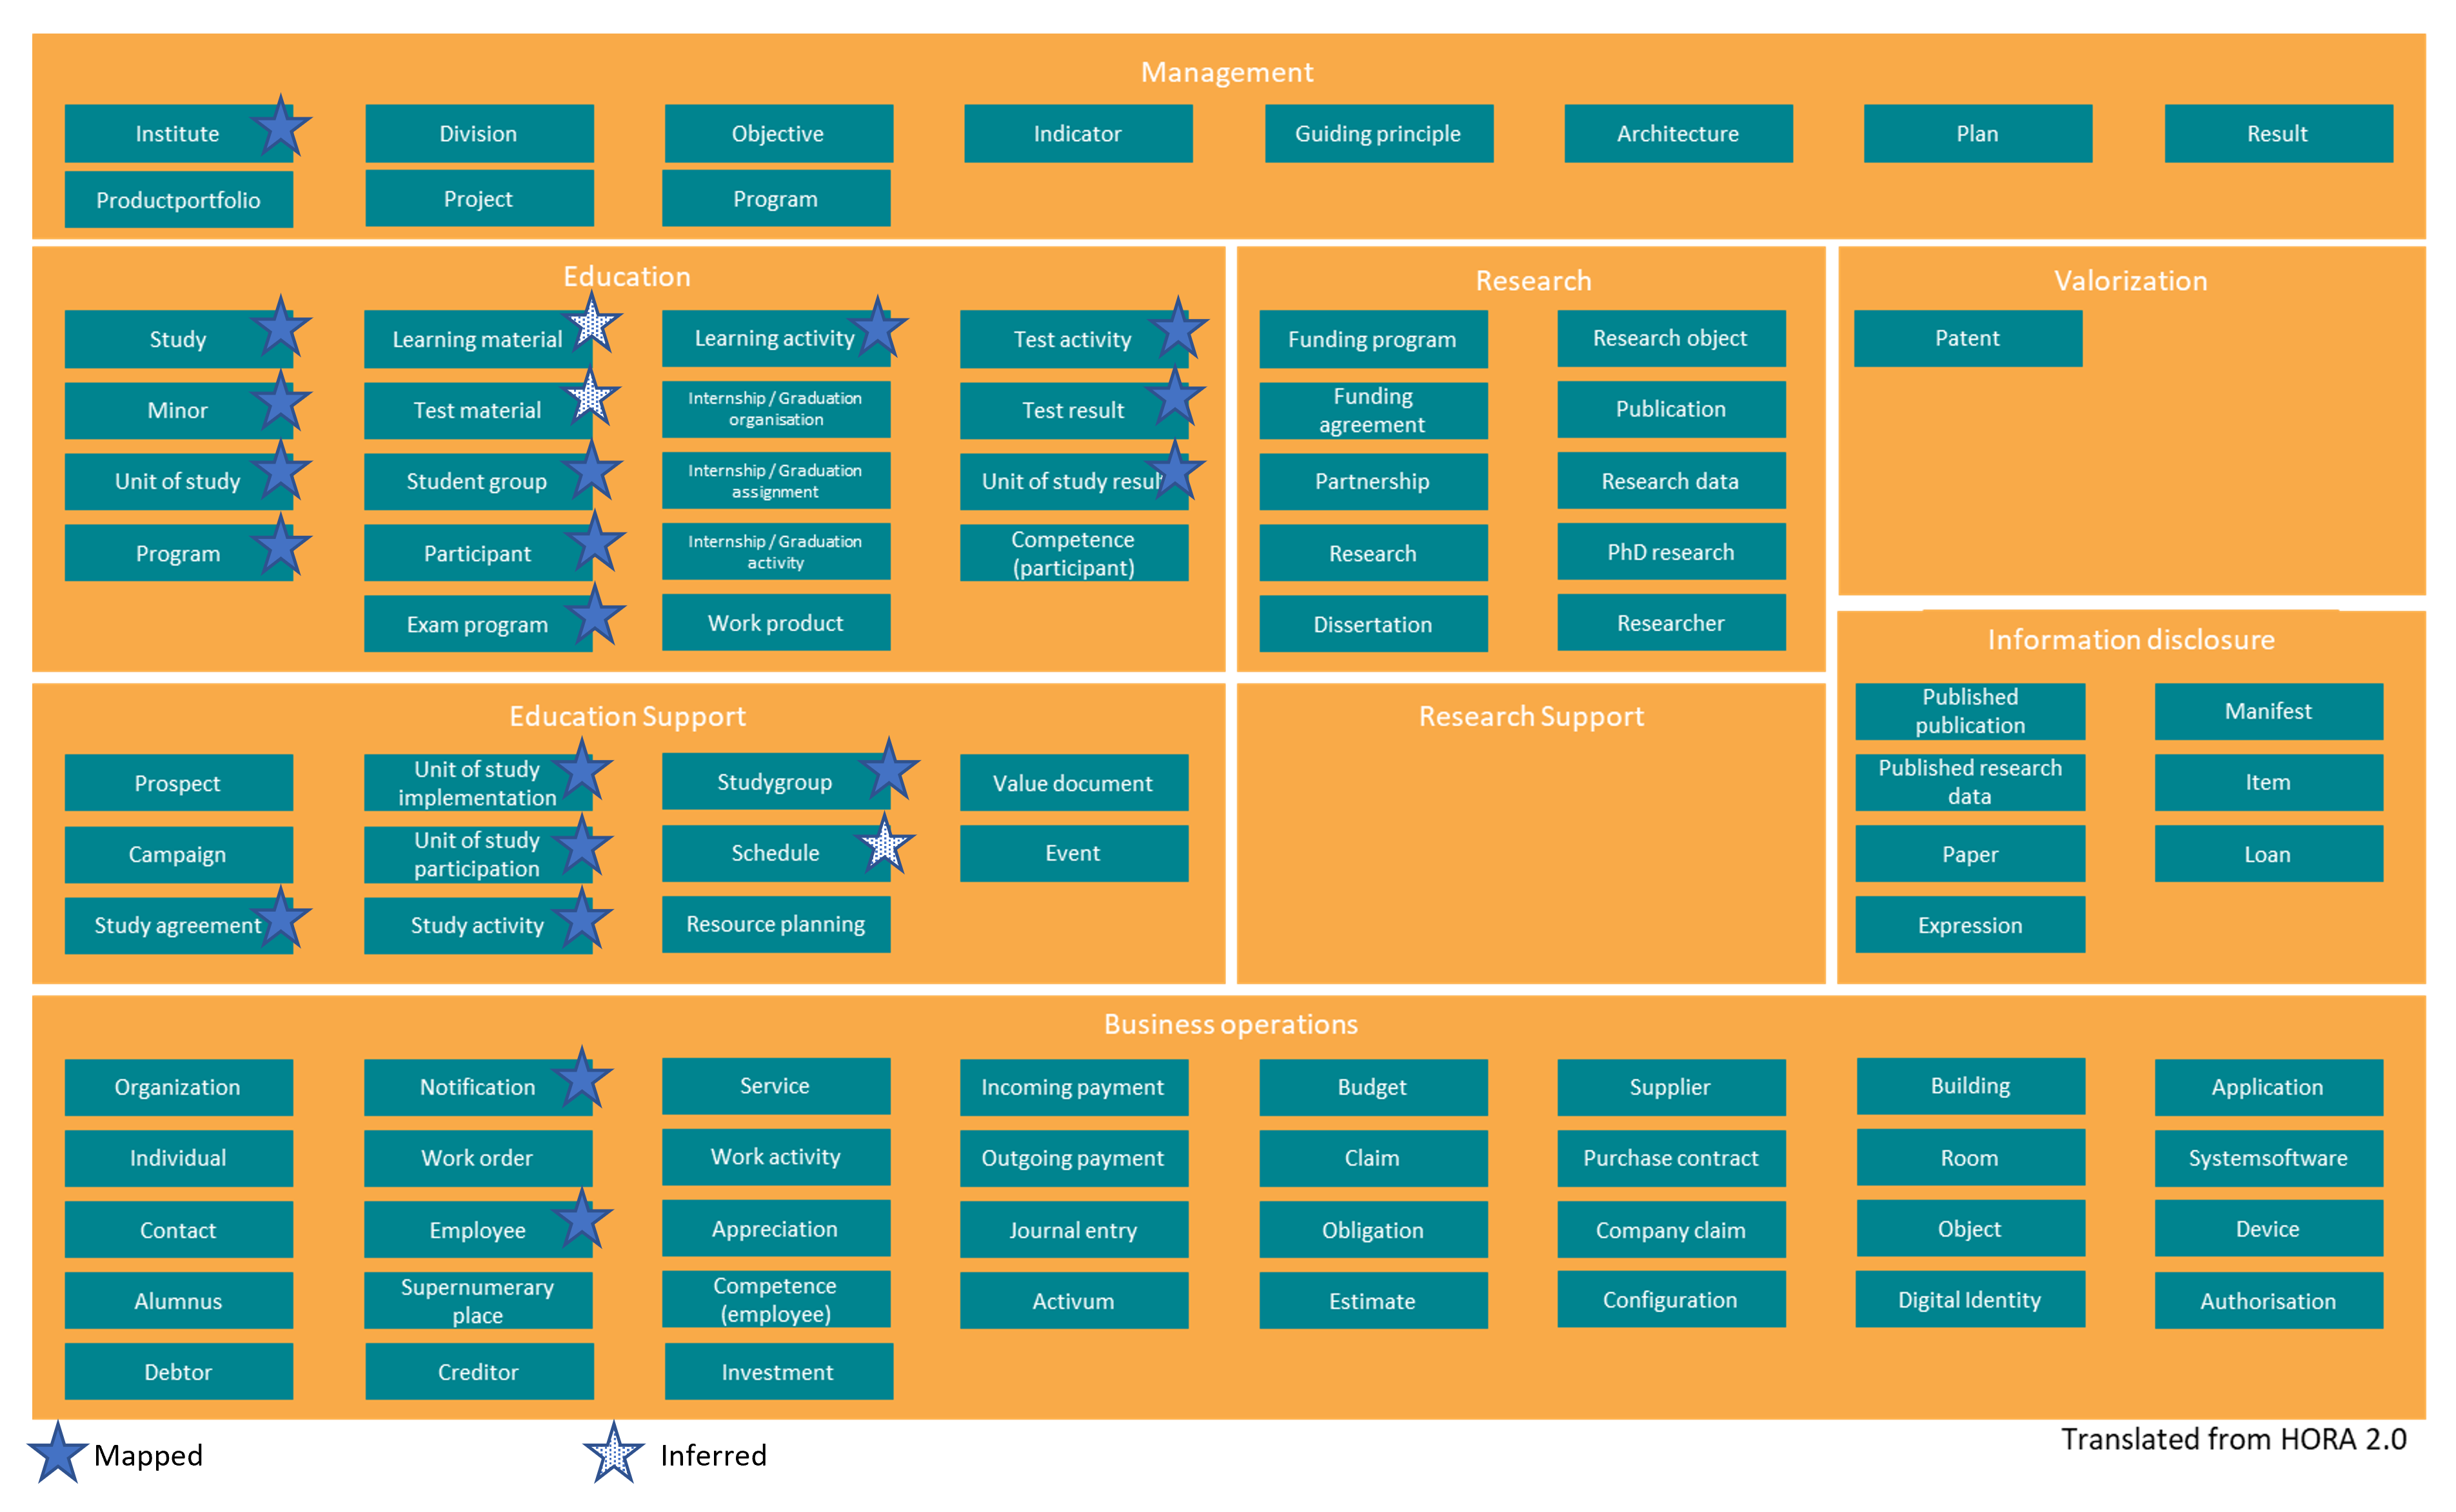 Management
Institute
Division
Objective
Indicator
Guiding principle
Architecture
Plan
Result
Productportfolio
Project
Program
Education
Study
Learning material
Learning activity
Test activity
Minor
Test material
Internship / Graduation
organisation
Test result
Unit of study
Student group
Internship / Graduation
assignment
Unit of study result
Program
Participant
Internship / Graduation
activity
Competence
(participant)
Exam program
Work product
Research
Funding program
Research object
Funding
agreement
Publication
Partnership
Research data
Research
PhD research
Dissertation
Researcher
Valorization
Patent
Information disclosure
Published
publication
Manifest
Published research
data
Item
Paper
Loan
Expression
Education Support
Prospect
Unit of study
implementation
Studygroup
Value document
Campaign
Unit of study
participation
Schedule
Event
Study agreement
Study activity
Resource planning
Research Support
Business operations
Organization
Notification
Service
Incoming payment
Budget
Supplier
Building
Application
Individual
Work order
Work activity
Outgoing payment
Claim
Purchase contract
Room
Systemsoftware
Contact
Employee
Appreciation
Journal entry
Obligation
Company claim
Object
Device
Alumnus
Supernumerary
place
Competence
(employee)
Activum
Estimate
Configuration
Digital Identity
Authorisation
Debtor
Creditor
Investment
Mapped
Inferred
Translated from HORA 2.0